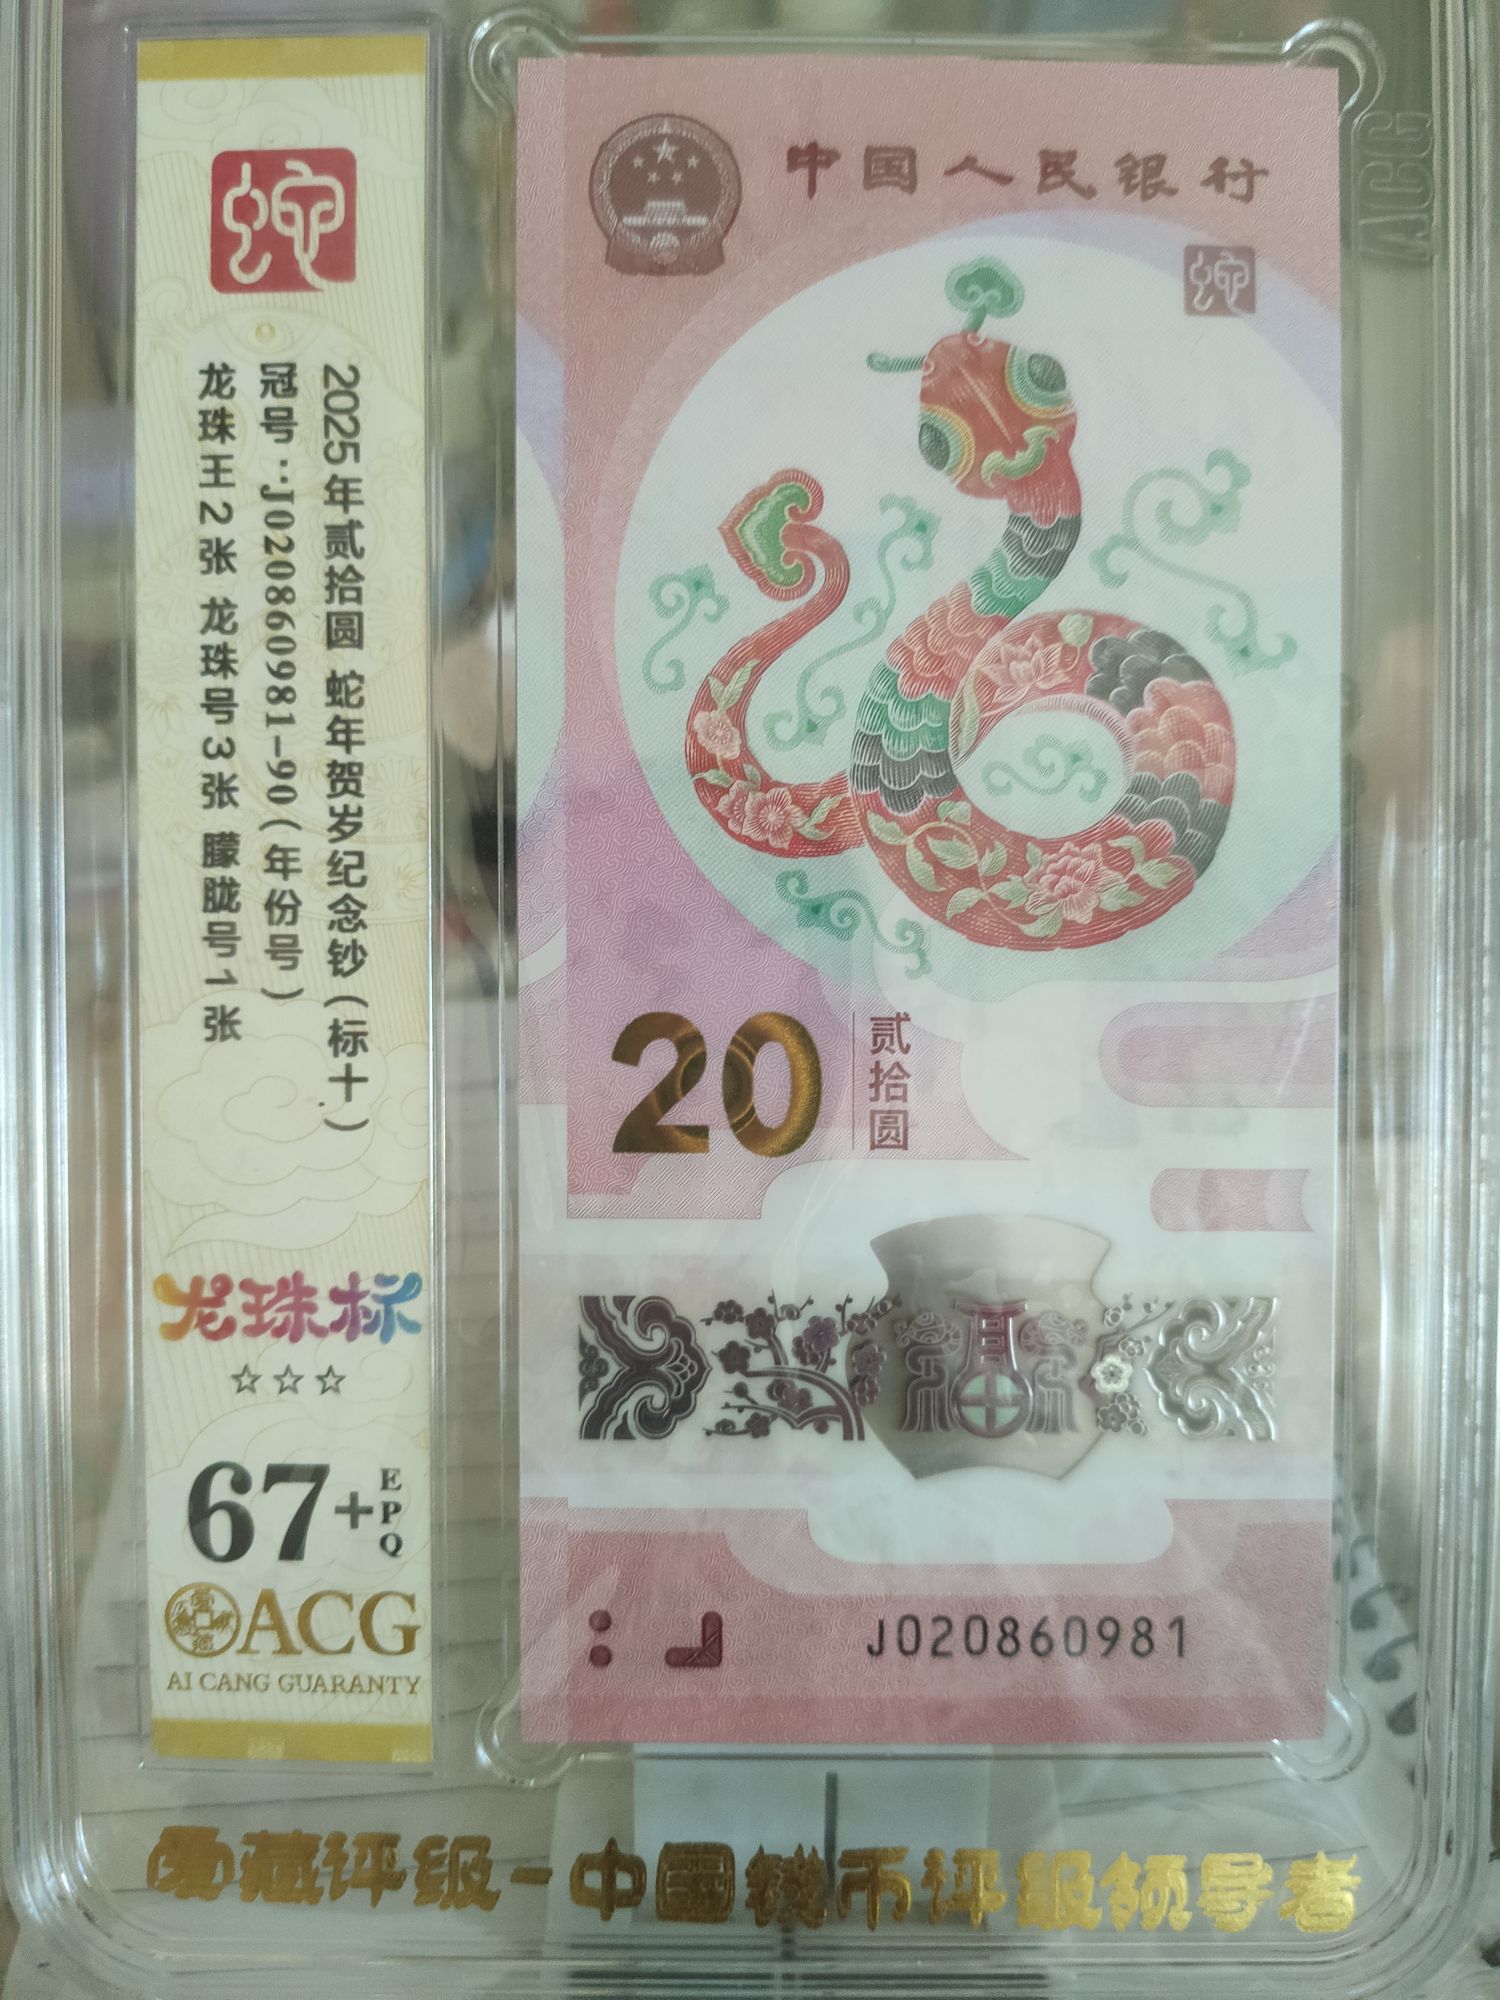 蛇
2025年贰拾圆 蛇年贺岁纪念钞(标十)
冠号:J020860981-90(年份号)
龙珠王2张 龙珠号3张 朦胧号1张
龙珠标
☆☆☆
67+EPQ
ACG
AI CANG GUARANTY
中国人民银行
蛇
20
贰拾圆
J020860981
ACG
爱藏评级-中国钱币评级领导者